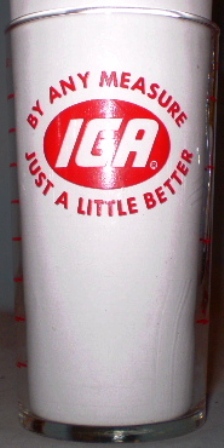 BY ANY MEASURE
IGA®
JUST A LITTLE BETTER